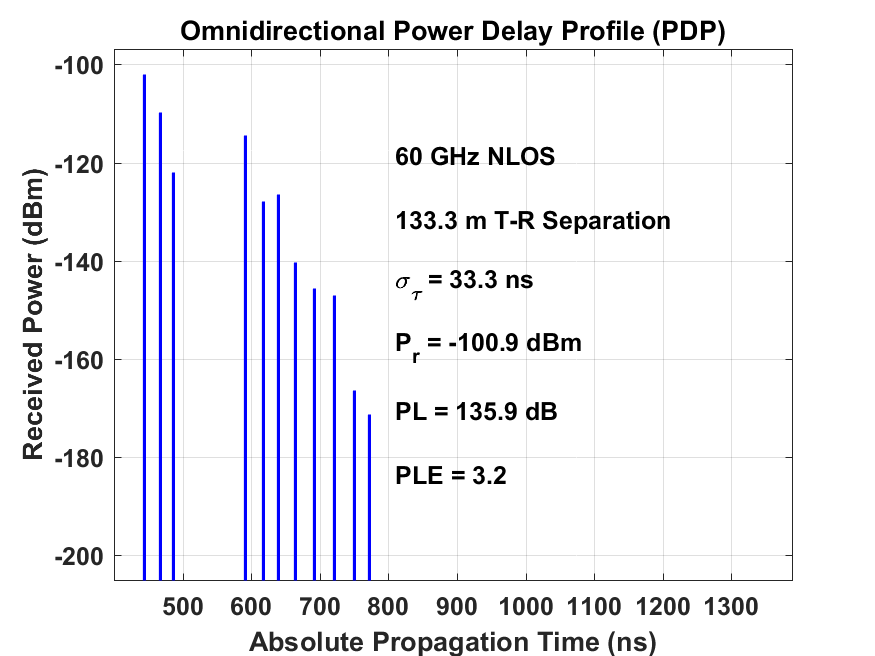 Omnidirectional Power Delay Profile (PDP)
Received Power (dBm)
-100
-120
-140
-160
-180
-200
60 GHz NLOS
133.3 m T-R Separation
σ_τ = 33.3 ns
P_r = -100.9 dBm
PL = 135.9 dB
PLE = 3.2
500 600 700 800 900 1000 1100 1200 1300
Absolute Propagation Time (ns)